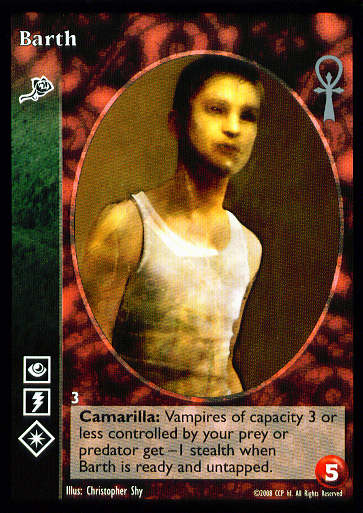 Barth
3
Camarilla: Vampires of capacity 3 or
less controlled by your prey or
predator get –1 stealth when
Barth is ready and untapped.
5
Illus: Christopher Shy
©2008 CCP hf. All Rights Reserved